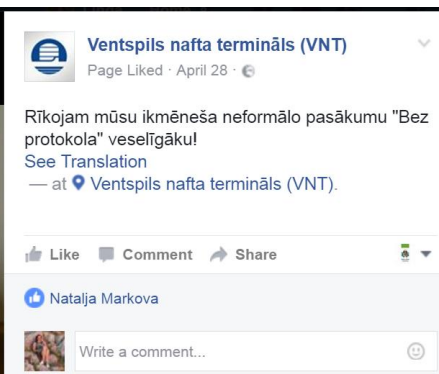 Ventspils nafta termināls (VNT)
Page Liked · April 28 ·
Rīkojam mūsu ikmēneša neformālo pasākumu "Bez
protokola" veselīgāku!
See Translation
— at Ventspils nafta termināls (VNT).
Like Comment Share
Natalja Markova
Write a comment...